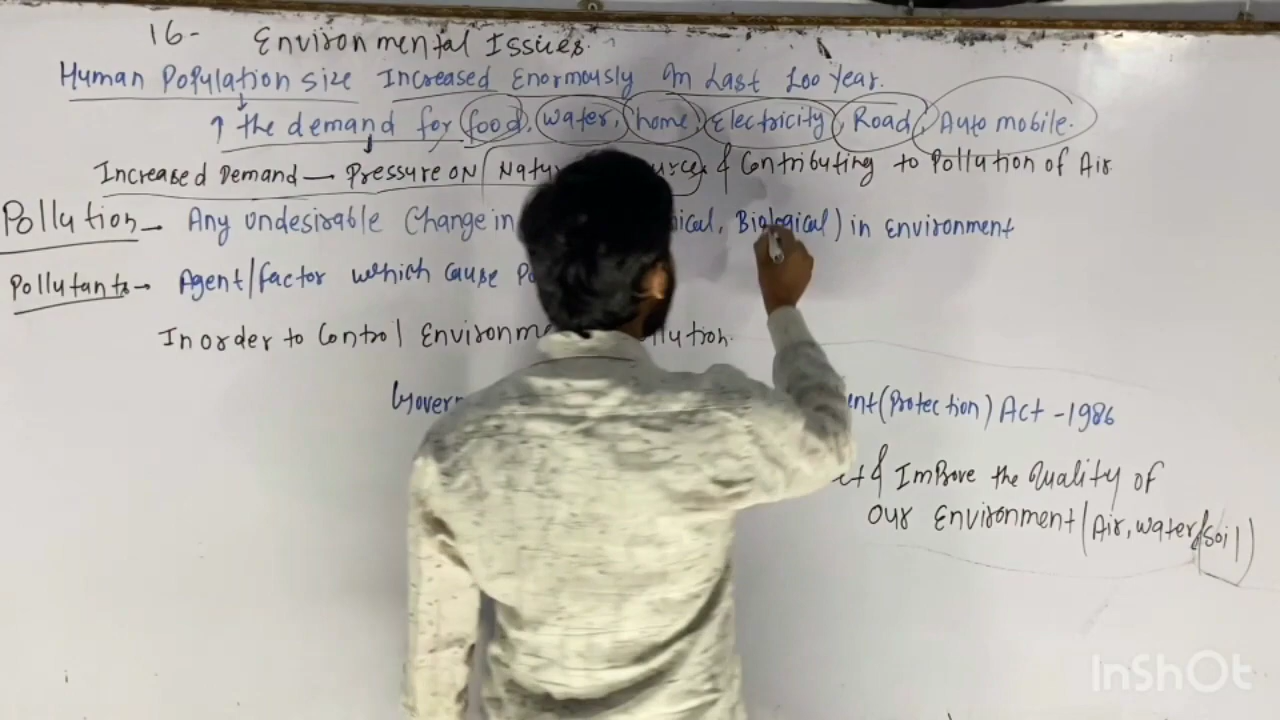 16- Environmental Issues.
Human Population size Increased Enormously In Last 100 Year.
↑ the demand for food, water, home, Electricity, Road, Automobile.
Increased Demand — Pressure on & Contributing to Pollution of Air
Pollution — Any undesirable Change in Biological) in Environment
Pollutants → Agent/factor which cause
In order to Control
Act - 1986
(Protection)
& Improve the Quality of
our Environment (Air, water & Soil)
InShOt